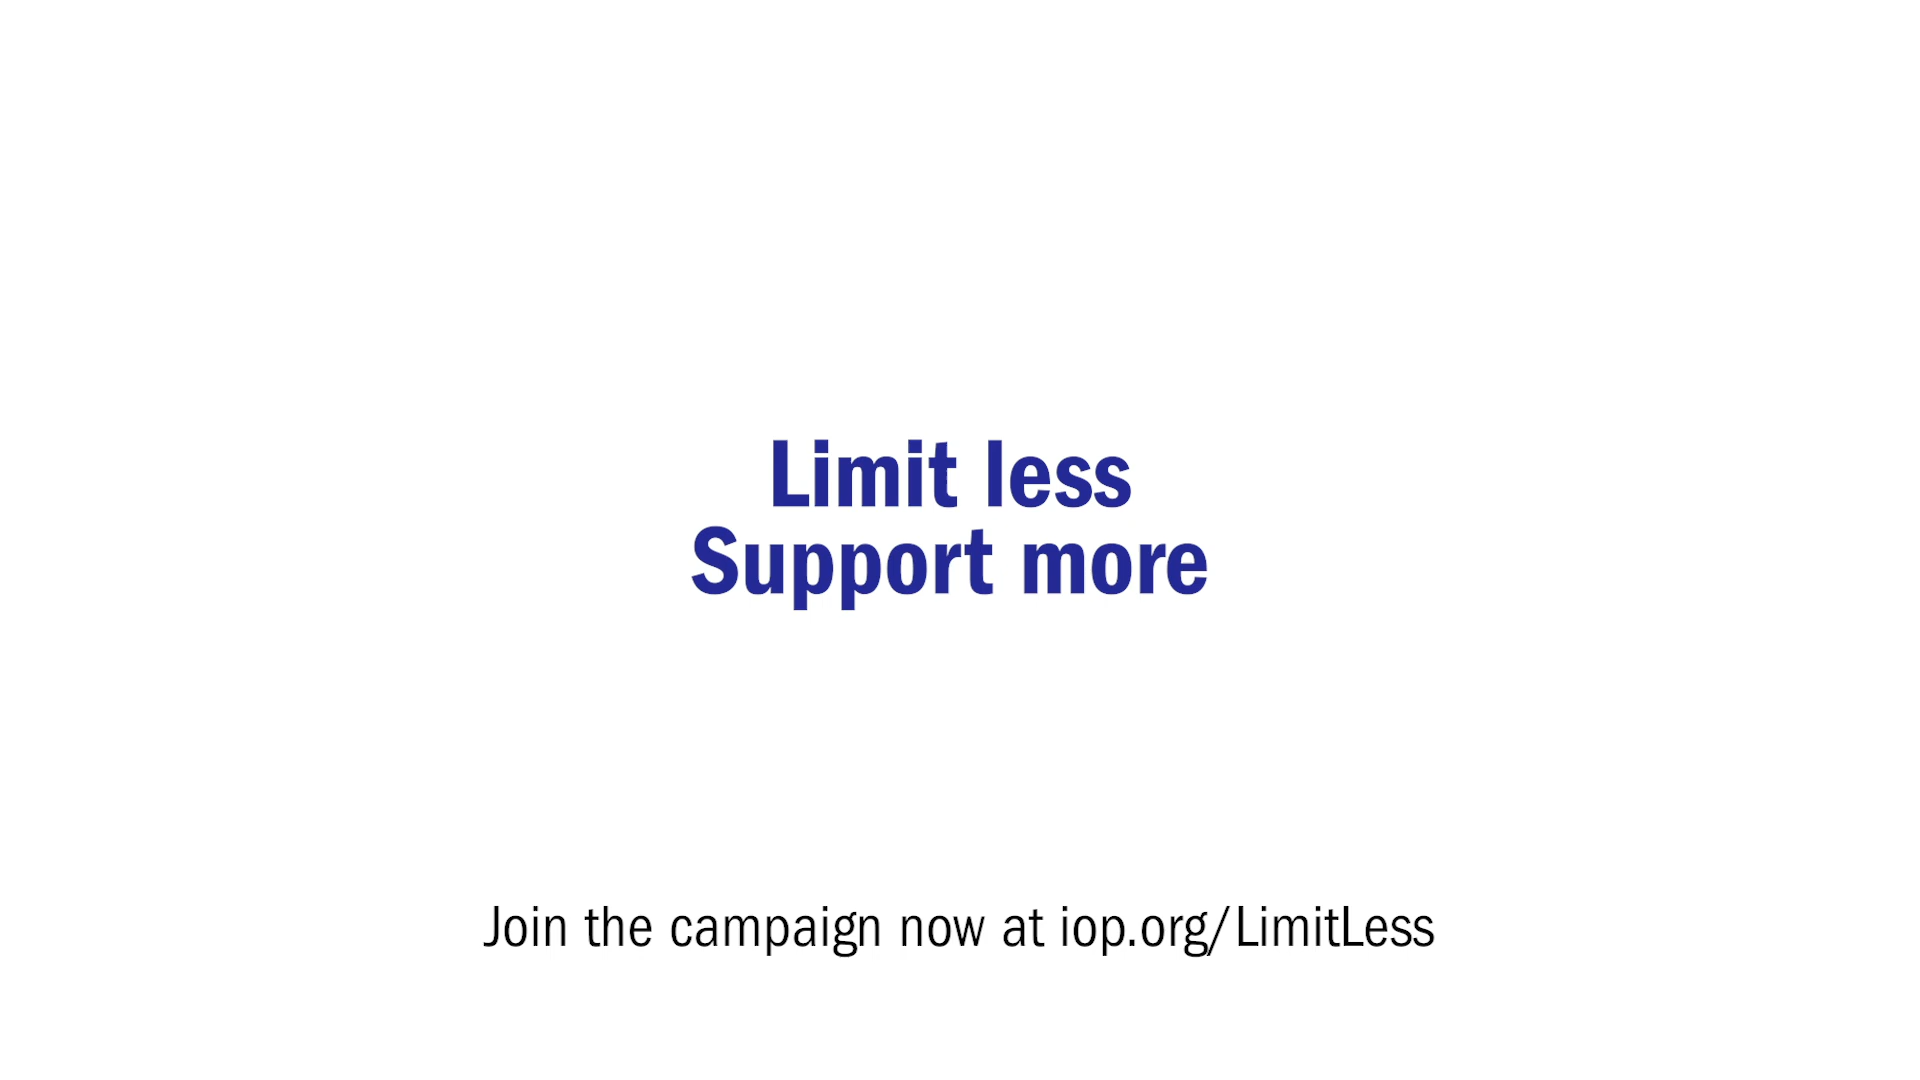 Limit less
Support more
Join the campaign now at iop.org/LimitLess